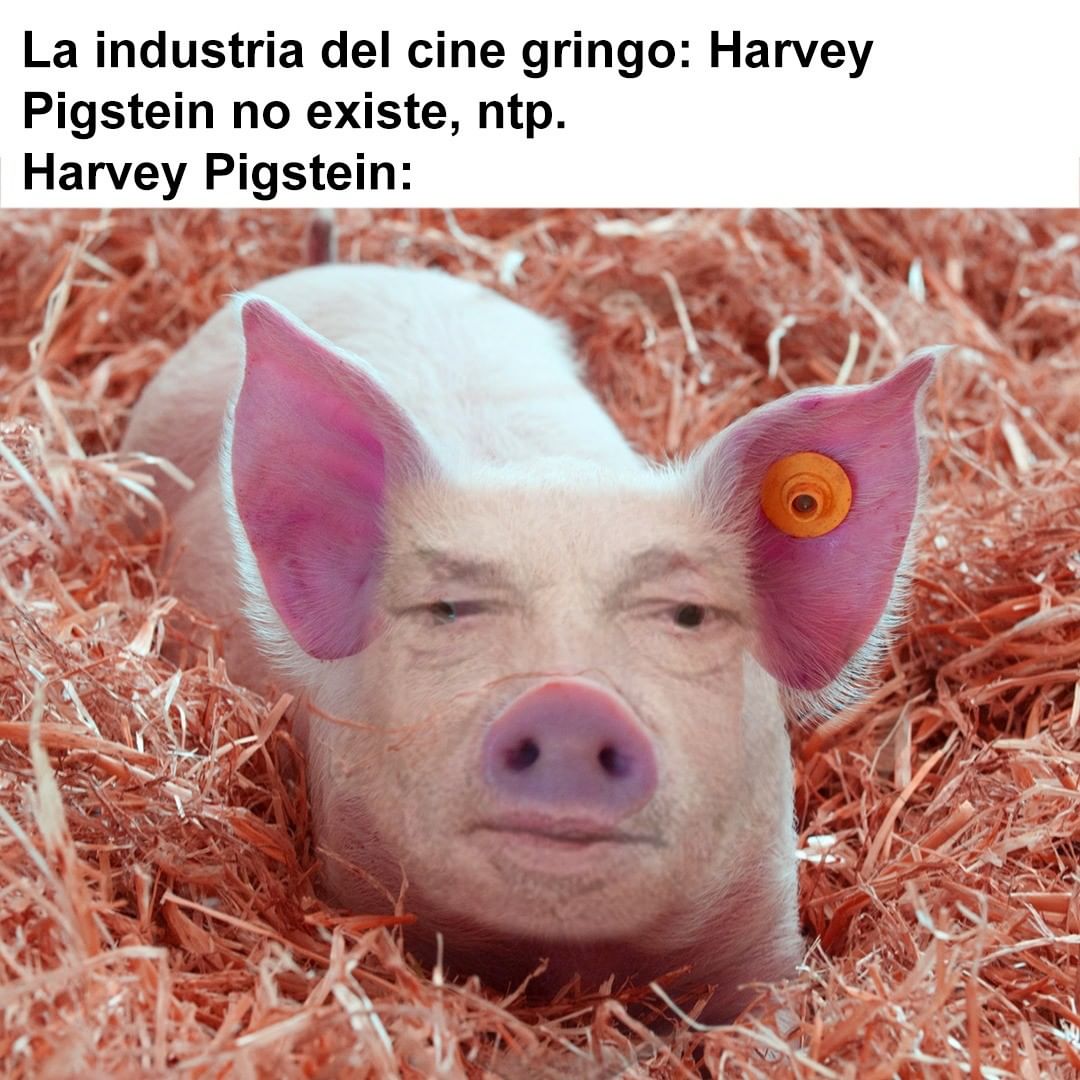 La industria del cine gringo: Harvey
Pigstein no existe, ntp.
Harvey Pigstein: